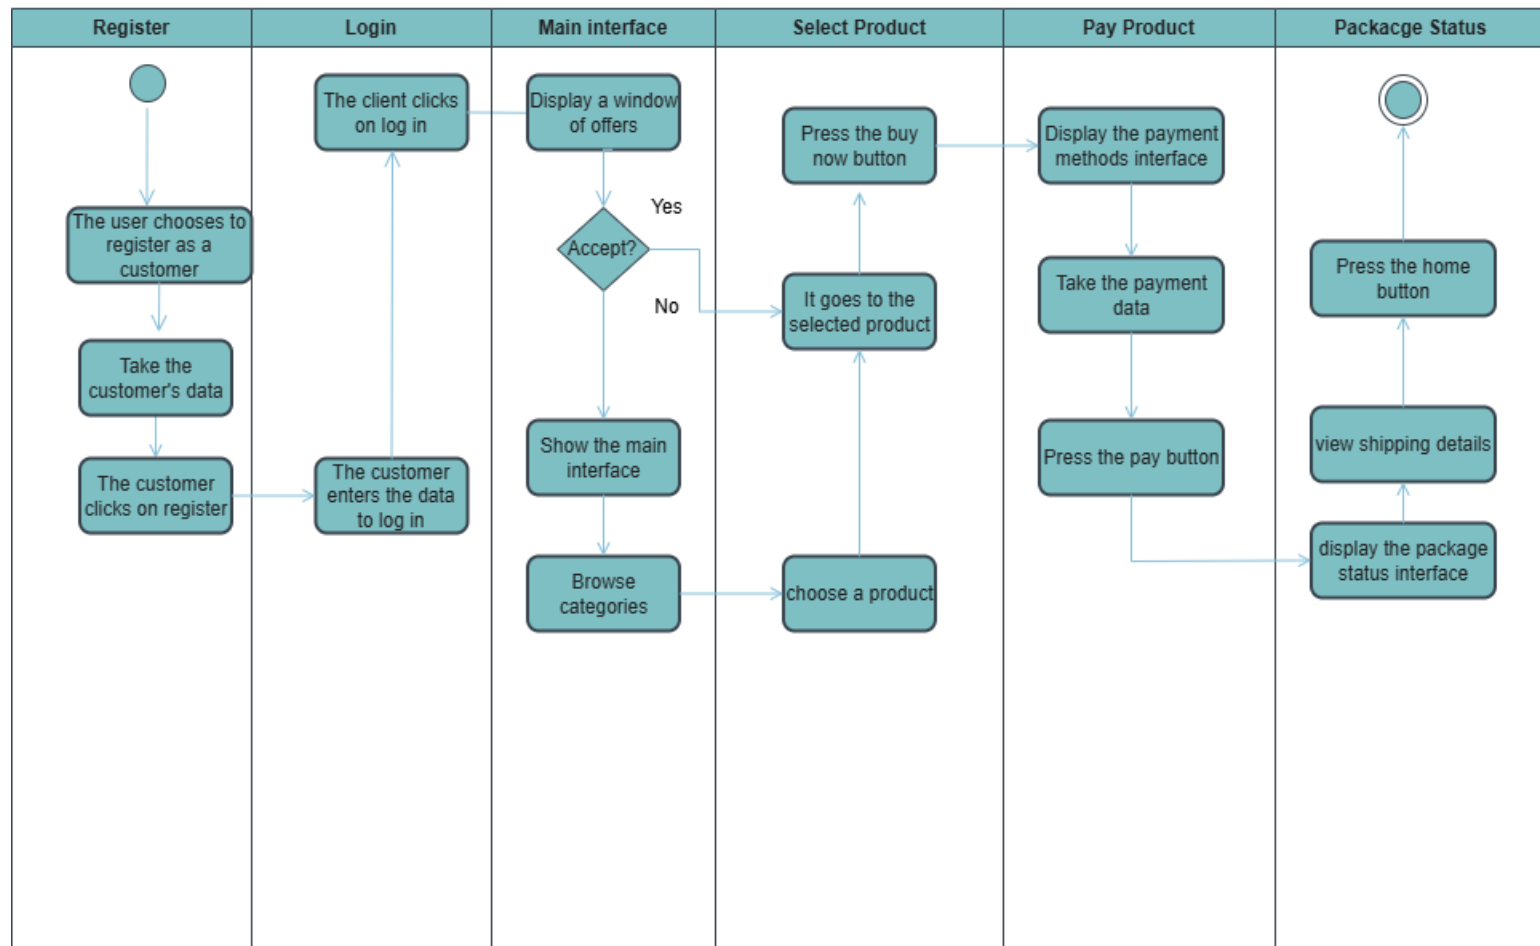 Register
Login
Main interface
Select Product
Pay Product
Packacge Status
The user chooses to
register as a
customer
Take the
customer's data
The customer
clicks on register
The client clicks
on log in
The customer
enters the data
to log in
Display a window
of offers
Accept?
Yes
No
Show the main
interface
Browse
categories
Press the buy
now button
It goes to the
selected product
choose a product
Display the payment
methods interface
Take the payment
data
Press the pay button
Press the home
button
view shipping details
display the package
status interface